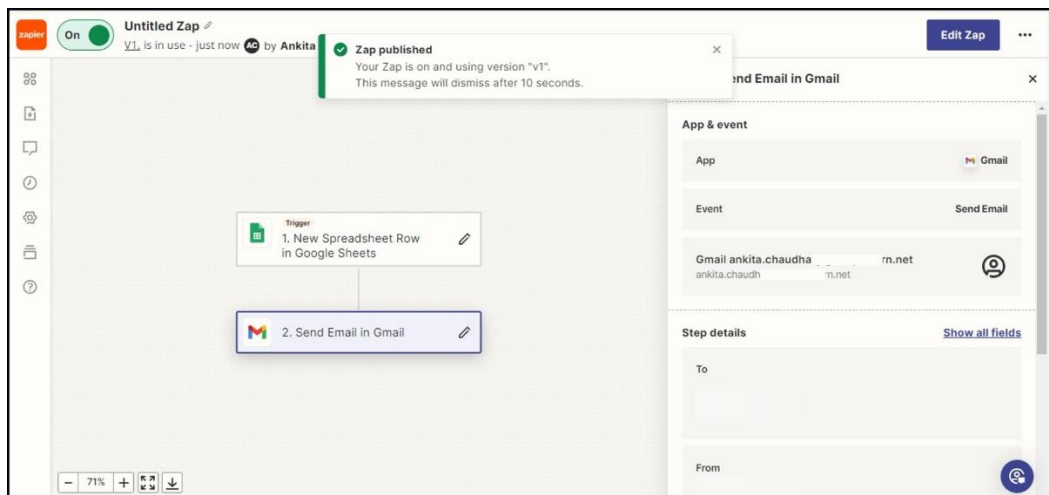 zapier
On
Untitled Zap
V1. is in use - just now AC by Ankita
Zap published
Your Zap is on and using version "v1".
This message will dismiss after 10 seconds.
Edit Zap
end Email in Gmail
App & event
App
Gmail
Event
Send Email
Gmail ankita.chaudha rn.net
ankita.chaudh n.net
Step details
Show all fields
To
From
Trigger
1. New Spreadsheet Row
in Google Sheets
2. Send Email in Gmail
71%